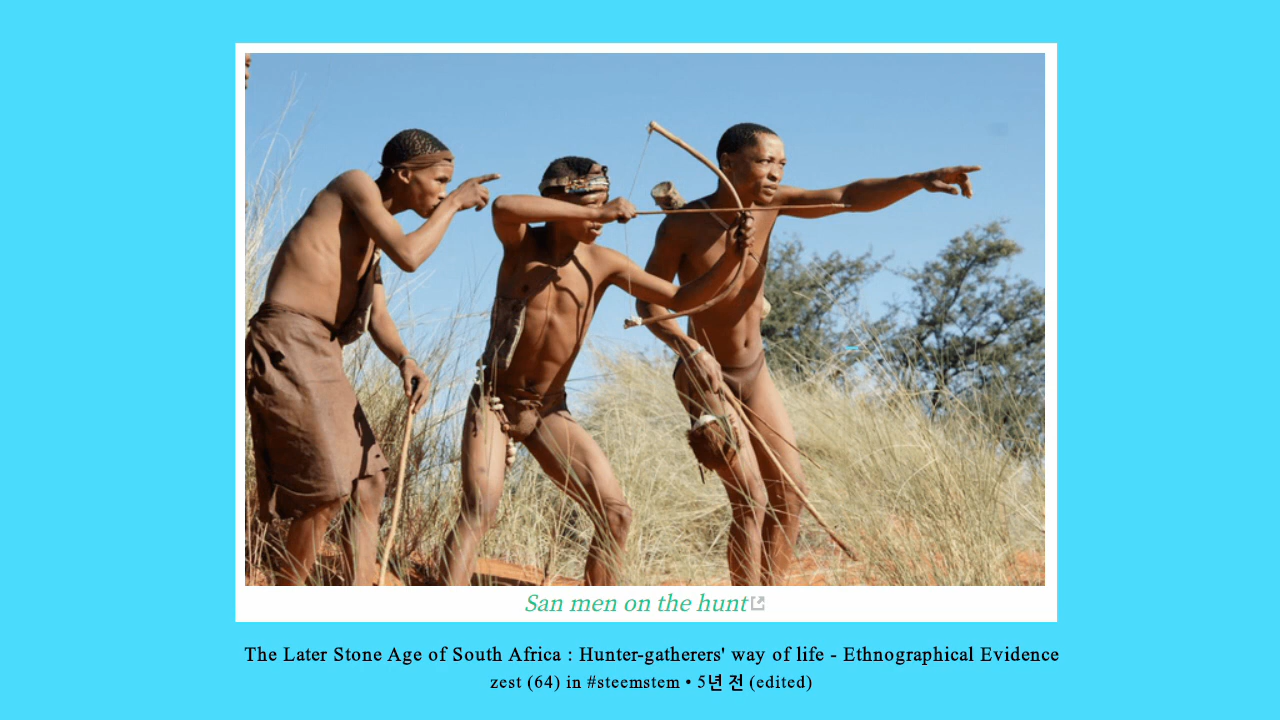 San men on the hunt
The Later Stone Age of South Africa : Hunter-gatherers' way of life - Ethnographical Evidence
zest (64) in #steemstem • 5년 전 (edited)